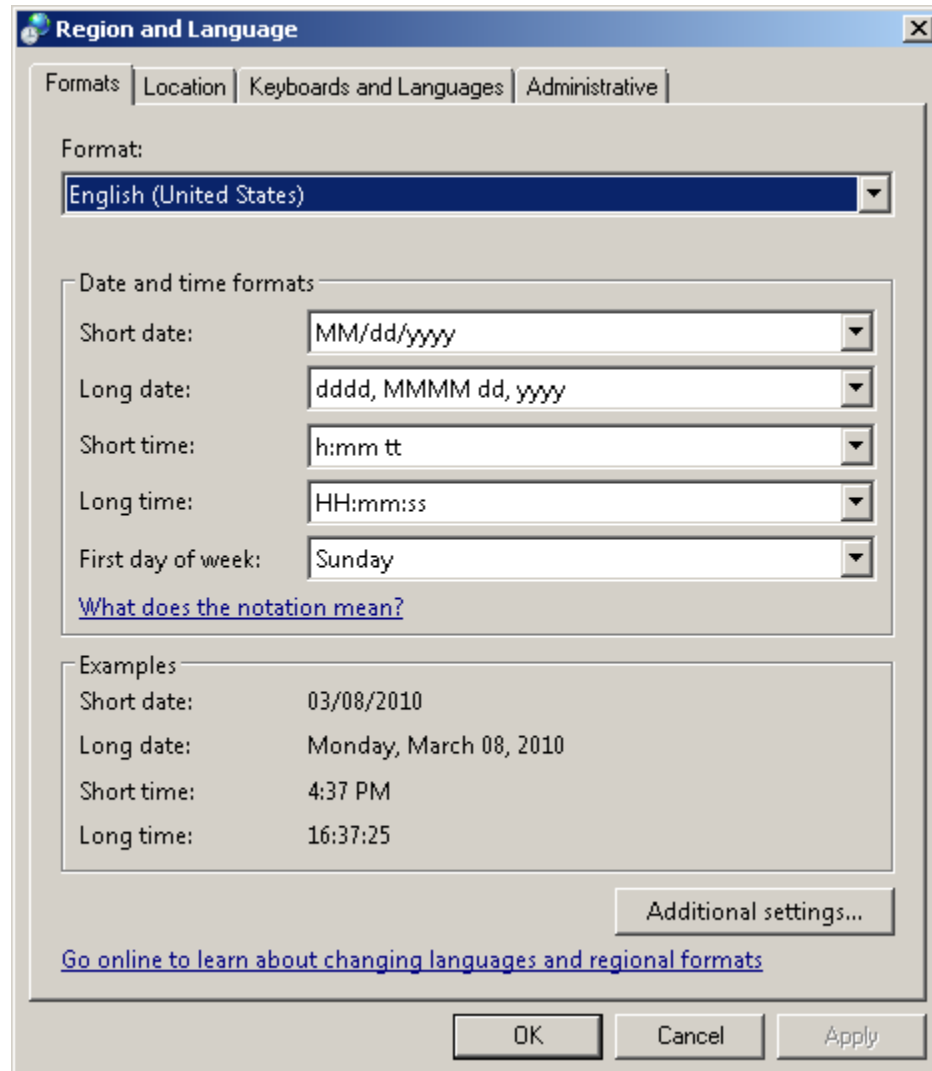 Region and Language
Formats Location Keyboards and Languages Administrative
Format:
English (United States)
Date and time formats
Short date: MM/dd/yyyy
Long date: dddd, MMMM dd, yyyy
Short time: h:mm tt
Long time: HH:mm:ss
First day of week: Sunday
What does the notation mean?
Examples
Short date: 03/08/2010
Long date: Monday, March 08, 2010
Short time: 4:37 PM
Long time: 16:37:25
Additional settings...
Go online to learn about changing languages and regional formats
OK Cancel Apply